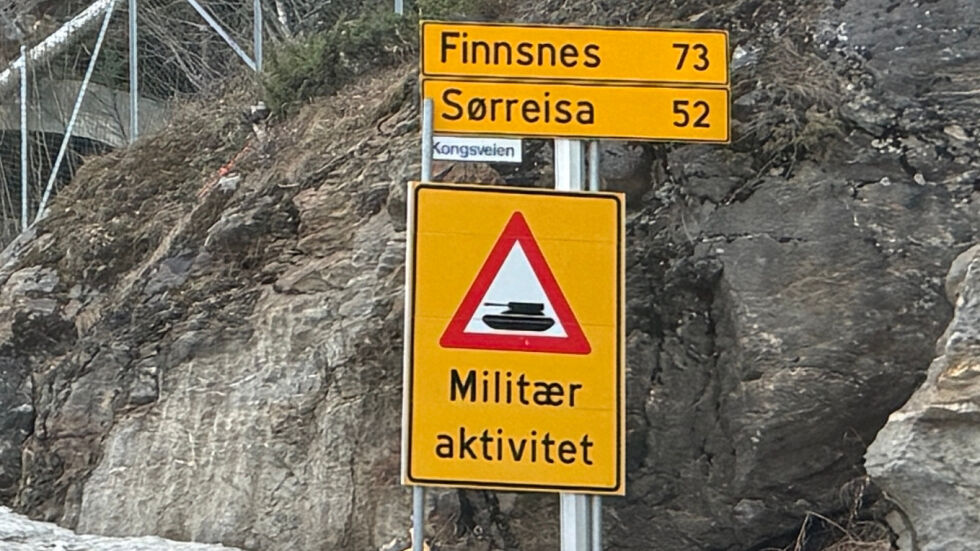 Finnsnes 73
Sørreisa 52
Kongsveien
Militær
aktivitet